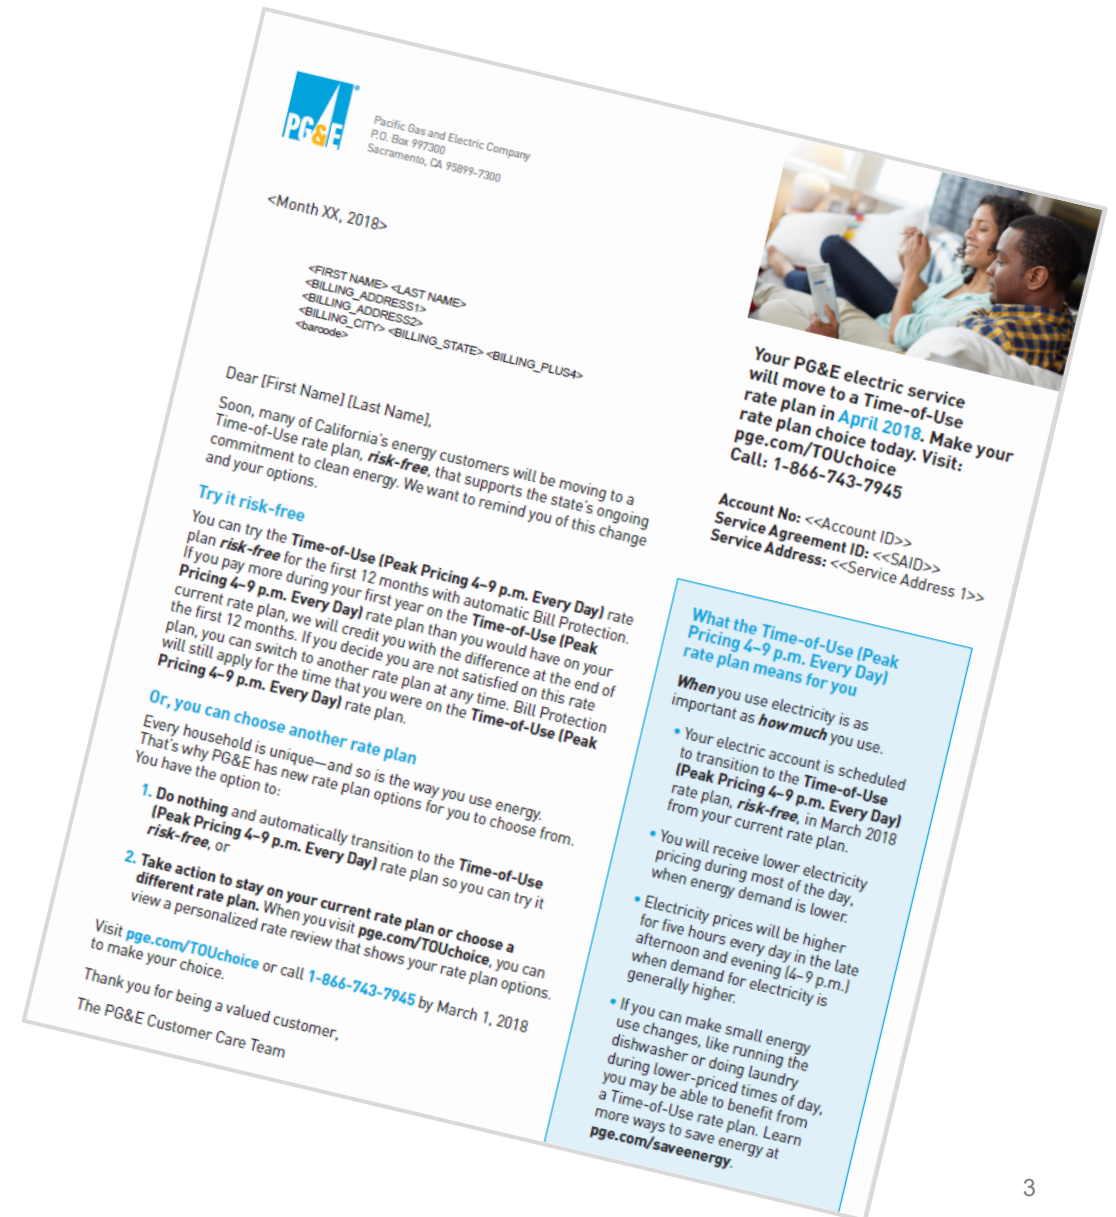 PG&E
Pacific Gas and Electric Company
P.O. Box 997300
Sacramento, CA 95899-7300
<Month XX, 2018>
<FIRST NAME> <LAST NAME>
<BILLING_ADDRESS1>
<BILLING_ADDRESS2>
<BILLING_CITY> <BILLING_STATE> <BILLING_PLUS4>
<barcode>
Dear [First Name] [Last Name],
Soon, many of California's energy customers will be moving to a
Time-of-Use rate plan, risk-free, that supports the state's ongoing
commitment to clean energy. We want to remind you of this change
and your options.
Try it risk-free
You can try the Time-of-Use (Peak Pricing 4–9 p.m. Every Day) rate
plan risk-free for the first 12 months with automatic Bill Protection.
If you pay more during your first year on the Time-of-Use (Peak
Pricing 4–9 p.m. Every Day) rate plan than you would have on your
current rate plan, we will credit you with the difference at the end of
the first 12 months. If you decide you are not satisfied on this rate
plan, you can switch to another rate plan at any time. Bill Protection
will still apply for the time that you were on the Time-of-Use (Peak
Pricing 4–9 p.m. Every Day) rate plan.
Or, you can choose another rate plan
Every household is unique—and so is the way you use energy.
That's why PG&E has new rate plan options for you to choose from.
You have the option to:
1. Do nothing and automatically transition to the Time-of-Use
(Peak Pricing 4–9 p.m. Every Day) rate plan so you can try it
risk-free, or
2. Take action to stay on your current rate plan or choose a
different rate plan. When you visit pge.com/TOUchoice, you can
view a personalized rate review that shows your rate plan options.
Visit pge.com/TOUchoice or call 1-866-743-7945 by March 1, 2018
to make your choice.
Thank you for being a valued customer,
The PG&E Customer Care Team
Your PG&E electric service
will move to a Time-of-Use
rate plan in April 2018. Make your
rate plan choice today. Visit:
pge.com/TOUchoice
Call: 1-866-743-7945
Account No: <<Account ID>>
Service Agreement ID: <<SAID>>
Service Address: <<Service Address 1>>
What the Time-of-Use (Peak
Pricing 4–9 p.m. Every Day)
rate plan means for you
When you use electricity is as
important as how much you use.
• Your electric account is scheduled
to transition to the Time-of-Use
(Peak Pricing 4–9 p.m. Every Day)
rate plan, risk-free, in March 2018
from your current rate plan.
• You will receive lower electricity
pricing during most of the day,
when energy demand is lower.
• Electricity prices will be higher
for five hours every day in the late
afternoon and evening (4–9 p.m.)
when demand for electricity is
generally higher.
• If you can make small energy
use changes, like running the
dishwasher or doing laundry
during lower-priced times of day,
you may be able to benefit from
a Time-of-Use rate plan. Learn
more ways to save energy at
pge.com/saveenergy.
3